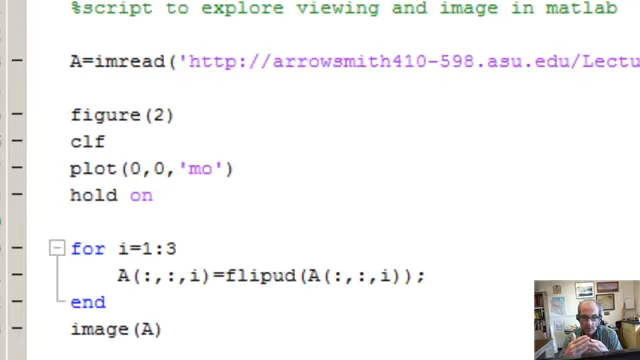 %script to explore viewing and image in matlab
A=imread('http://arrowsmith410-598.asu.edu/Lectu
figure(2)
clf
plot(0,0,'mo')
hold on
for i=1:3
A(:,:,i)=flipud(A(:,:,i));
end
image(A)